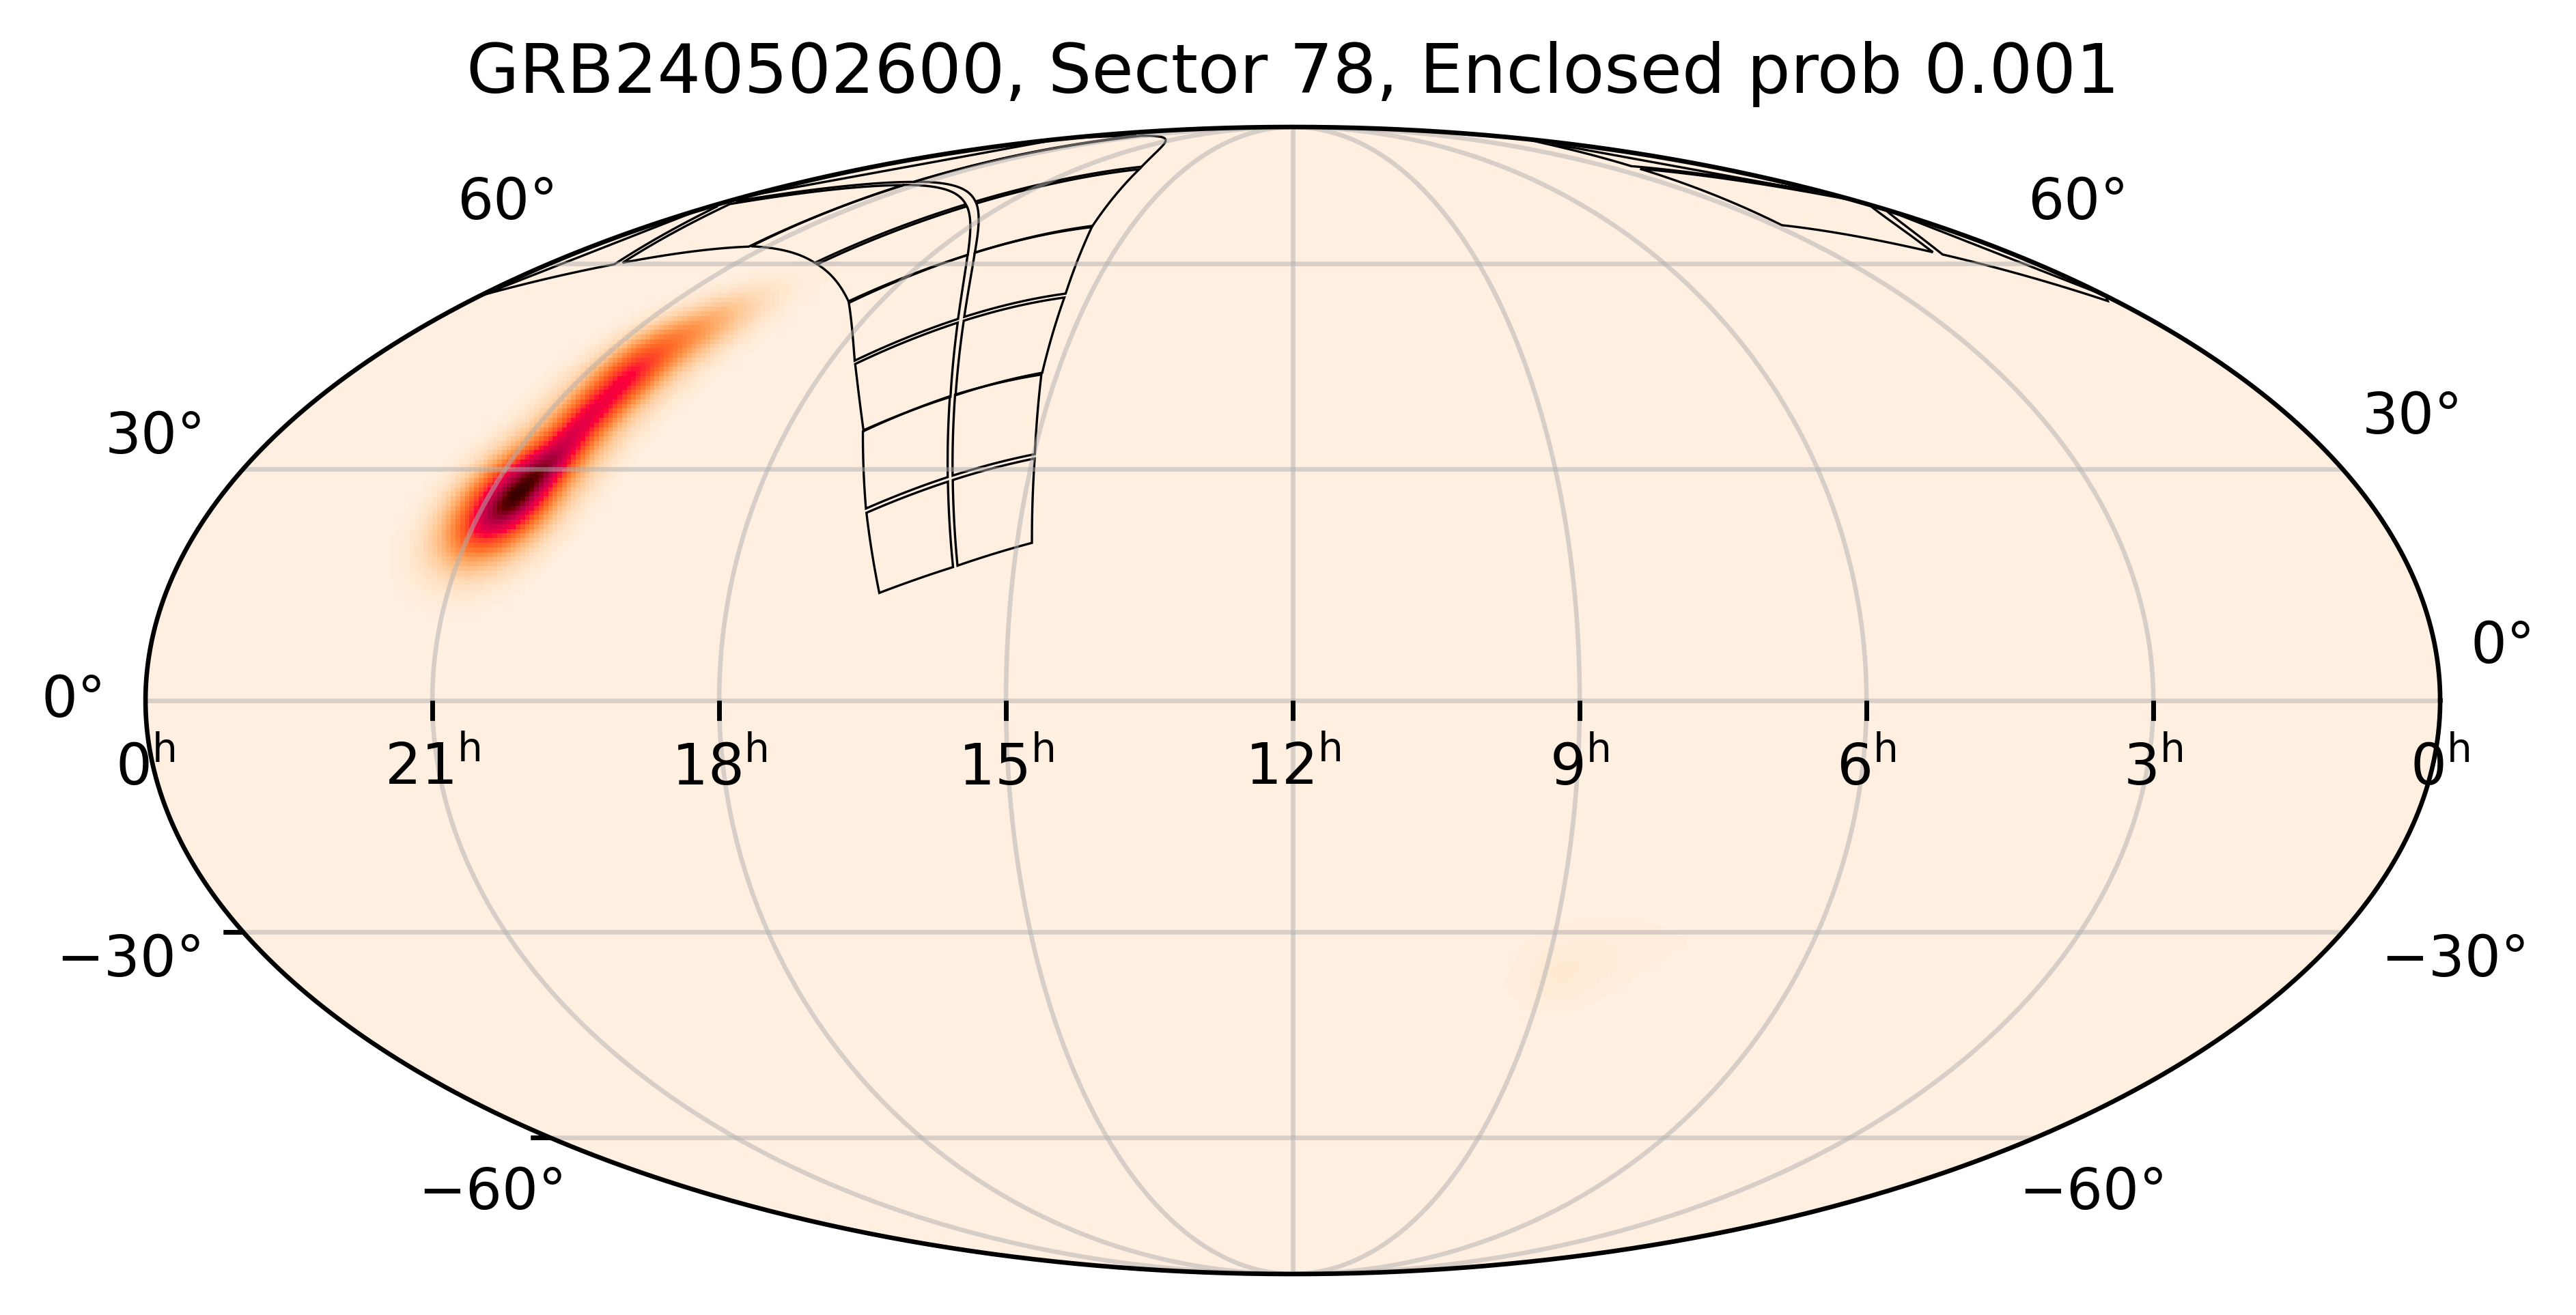 GRB240502600, Sector 78, Enclosed prob 0.001
60° 60°
30° 30°
0° 0°
0h 21h 18h 15h 12h 9h 6h 3h 0h
−30° −30°
−60° −60°